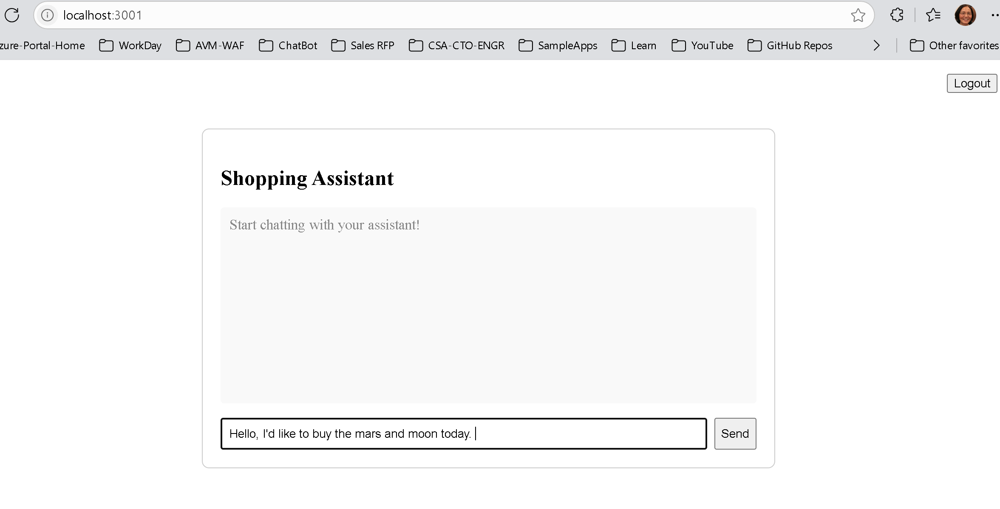 localhost:3001
zure-Portal-Home WorkDay AVM-WAF ChatBot Sales RFP CSA-CTO-ENGR SampleApps Learn YouTube GitHub Repos Other favorites
Logout
Shopping Assistant
Start chatting with your assistant!
Hello, I'd like to buy the mars and moon today.
Send